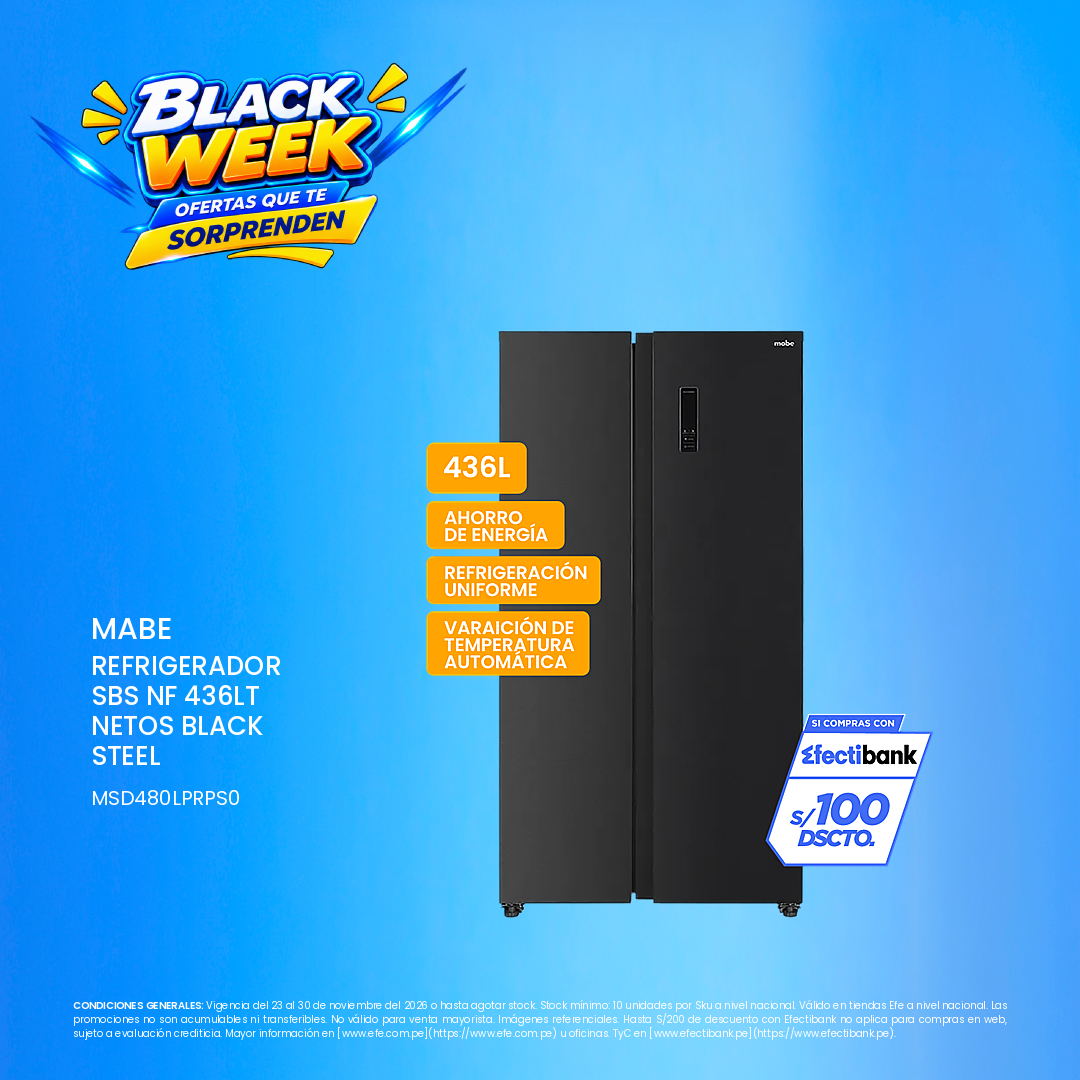 BLACK
WEEK
OFERTAS QUE TE
SORPRENDEN
mabe
436L
AHORRO
DE ENERGÍA
REFRIGERACIÓN
UNIFORME
VARAICIÓN DE
TEMPERATURA
AUTOMÁTICA
MABE
REFRIGERADOR
SBS NF 436LT
NETOS BLACK
STEEL
MSD480LPRPS0
SI COMPRAS CON
Efectibank
S/100
DSCTO.
CONDICIONES GENERALES: Vigencia del 23 al 30 de noviembre del 2026 o hasta agotar stock. Stock mínimo: 10 unidades por Sku a nivel nacional. Válido en tiendas Efe a nivel nacional. Las
promociones no son acumulables ni transferibles. No válido para venta mayorista. Imágenes referenciales. Hasta S/200 de descuento con Efectibank no aplica para compras en web,
sujeto a evaluación crediticia. Mayor información en [www.efe.com.pe](https://www.efe.com.pe) u oficinas. TyC en [www.efectibank.pe](https://www.efectibank.pe).